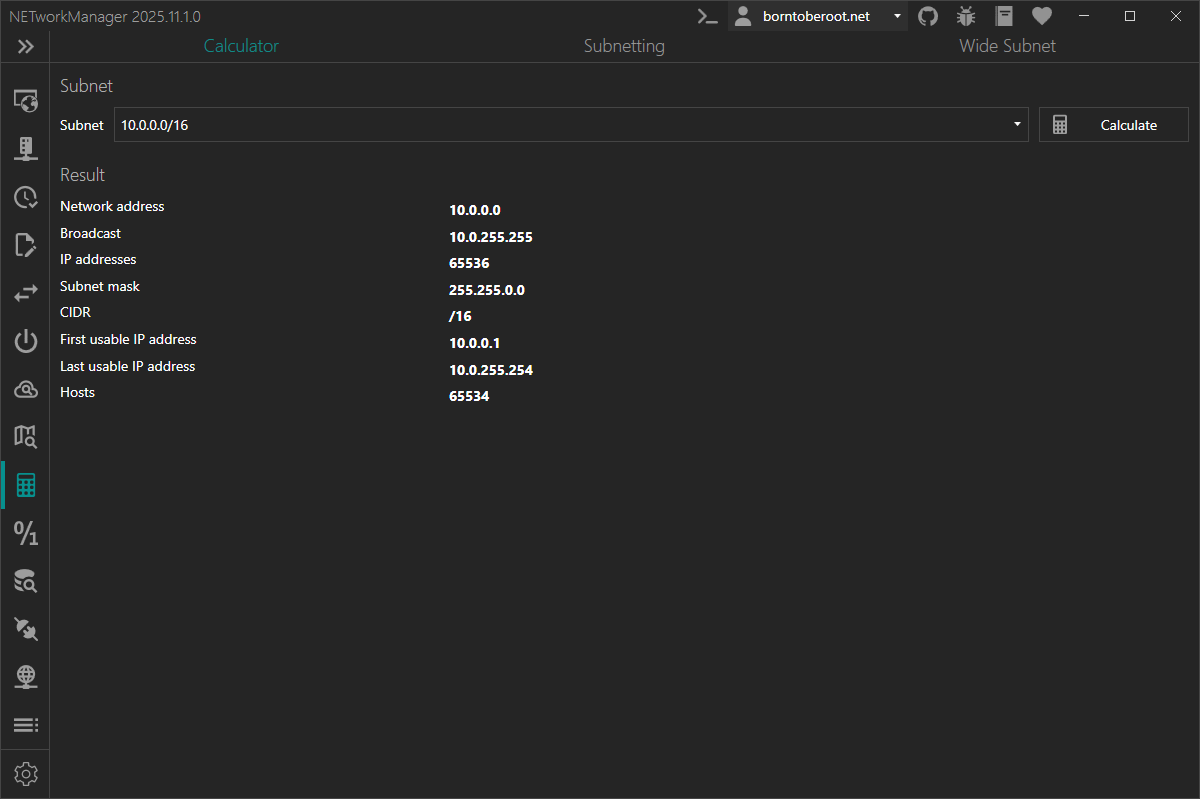 NETworkManager 2025.11.1.0
borntoberoot.net
Calculator Subnetting Wide Subnet
Subnet
Subnet 10.0.0.0/16 Calculate
Result
Network address 10.0.0.0
Broadcast 10.0.255.255
IP addresses 65536
Subnet mask 255.255.0.0
CIDR /16
First usable IP address 10.0.0.1
Last usable IP address 10.0.255.254
Hosts 65534
0/1